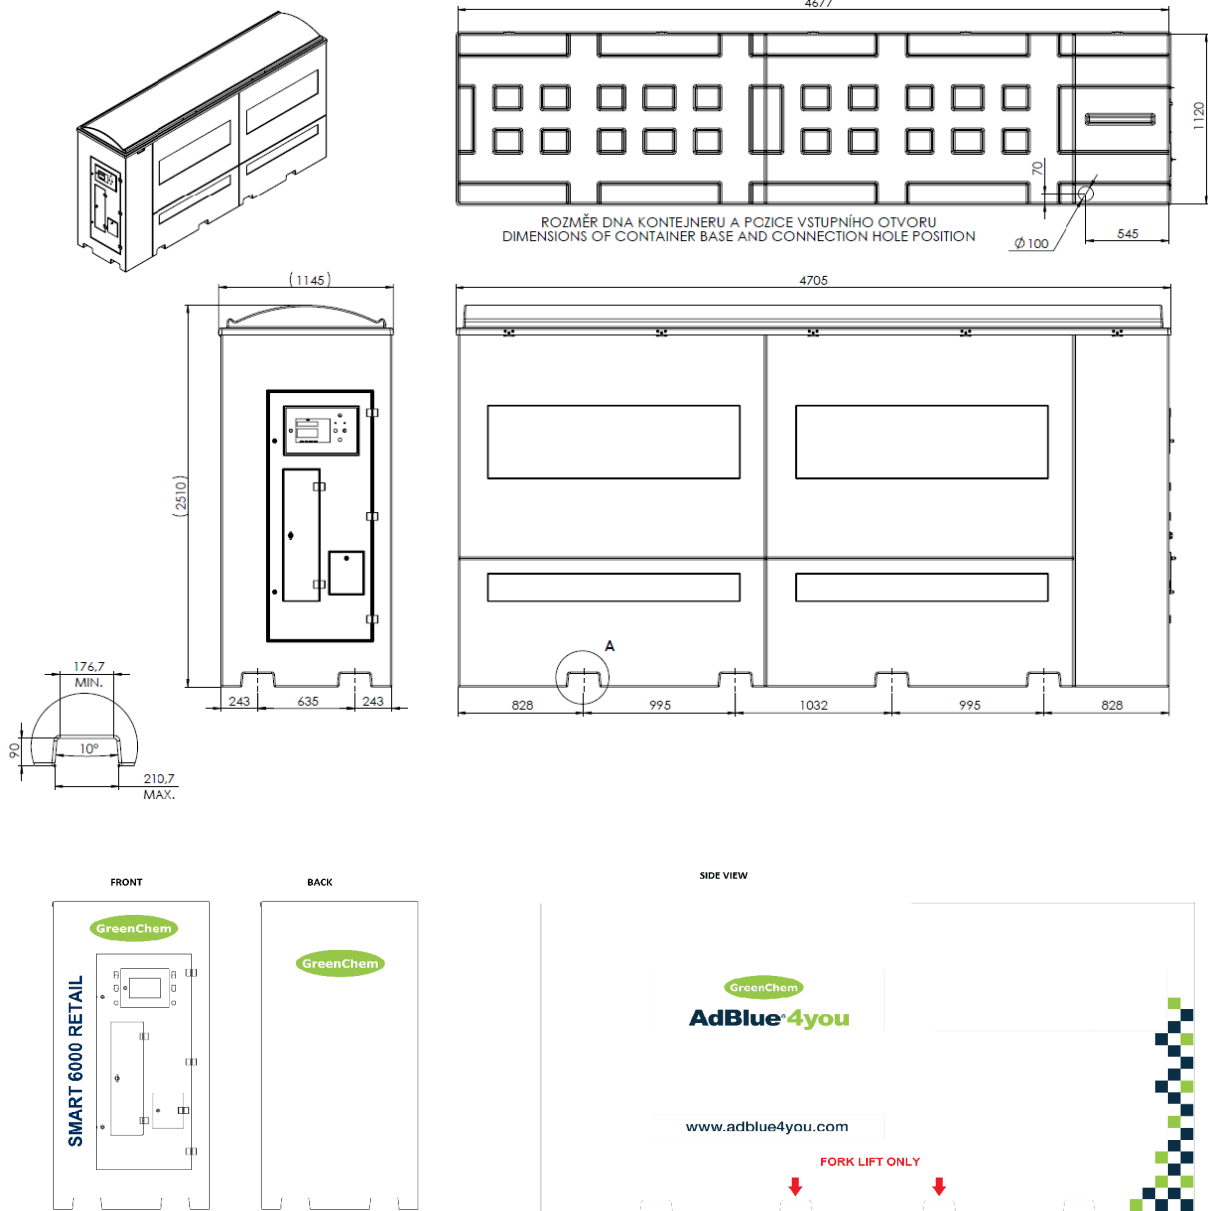 4677
1120
70
ROZMĚR DNA KONTEJNERU A POZICE VSTUPNÍHO OTVORU
DIMENSIONS OF CONTAINER BASE AND CONNECTION HOLE POSITION
Ø100
545
(1145)
4705
(2510)
A
176,7
MIN.
243
635
243
828
995
1032
995
828
90
10°
210,7
MAX.
FRONT
BACK
SIDE VIEW
GreenChem
GreenChem
GreenChem
AdBlue®4you
SMART 6000 RETAIL
www.adblue4you.com
FORK LIFT ONLY